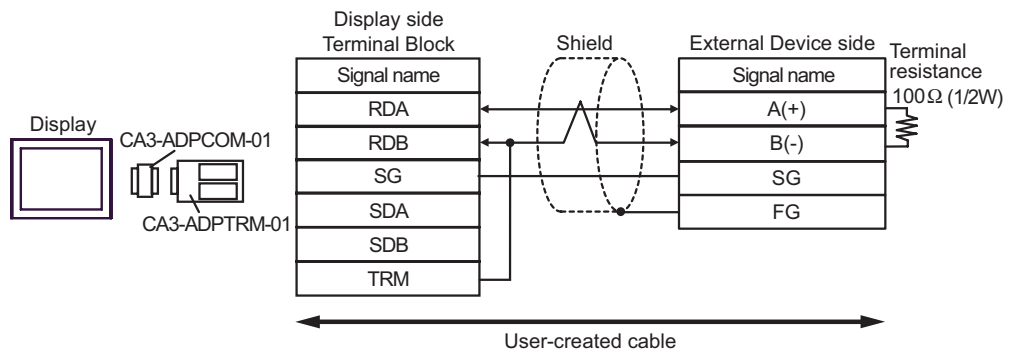 Display side
Terminal Block
Shield
External Device side
Terminal
resistance
100Ω (1/2W)
Signal name
Signal name
RDA
A(+)
Display
CA3-ADPCOM-01
RDB
B(-)
SG
SG
CA3-ADPTRM-01
SDA
FG
SDB
TRM
User-created cable